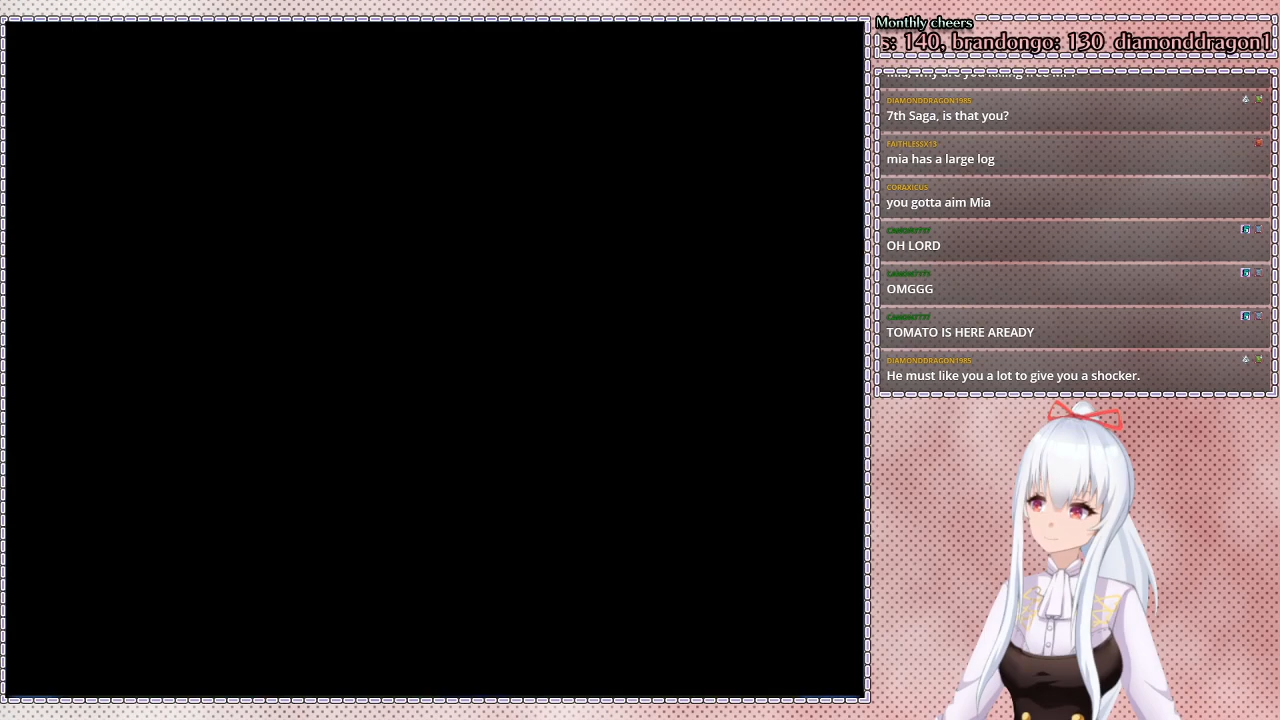 Monthly cheers
s: 140, brandongo: 130 diamonddragon1
DIAMONDDRAGON1985
7th Saga, is that you?
FAITHLESSX13
mia has a large log
CORAXICUS
you gotta aim Mia
OH LORD
OMGGG
TOMATO IS HERE AREADY
DIAMONDDRAGON1985
He must like you a lot to give you a shocker.